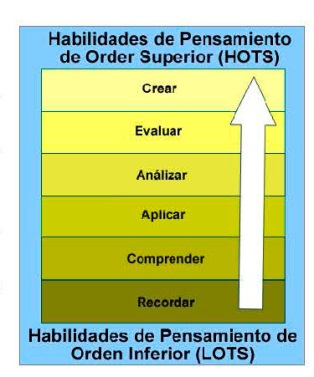 Habilidades de Pensamiento
de Order Superior (HOTS)
Crear
Evaluar
Análizar
Aplicar
Comprender
Recordar
Habilidades de Pensamiento de
Orden Inferior (LOTS)